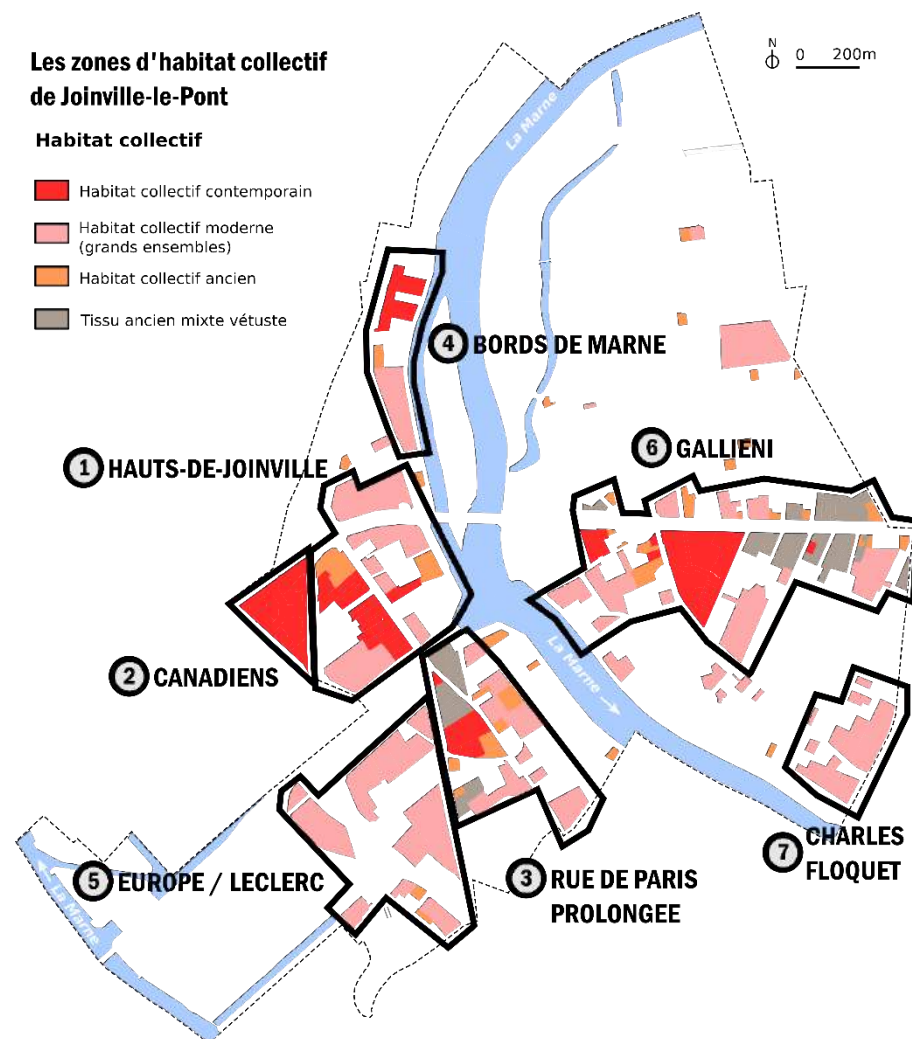 Les zones d'habitat collectif
de Joinville-le-Pont
N
0 200m
Habitat collectif
Habitat collectif contemporain
Habitat collectif moderne
(grands ensembles)
Habitat collectif ancien
Tissu ancien mixte vétuste
La Marne
4 BORDS DE MARNE
1 HAUTS-DE-JOINVILLE
6 GALLIENI
2 CANADIENS
La Marne →
5 EUROPE / LECLERC
3 RUE DE PARIS
PROLONGEE
7 CHARLES
FLOQUET
← La Marne